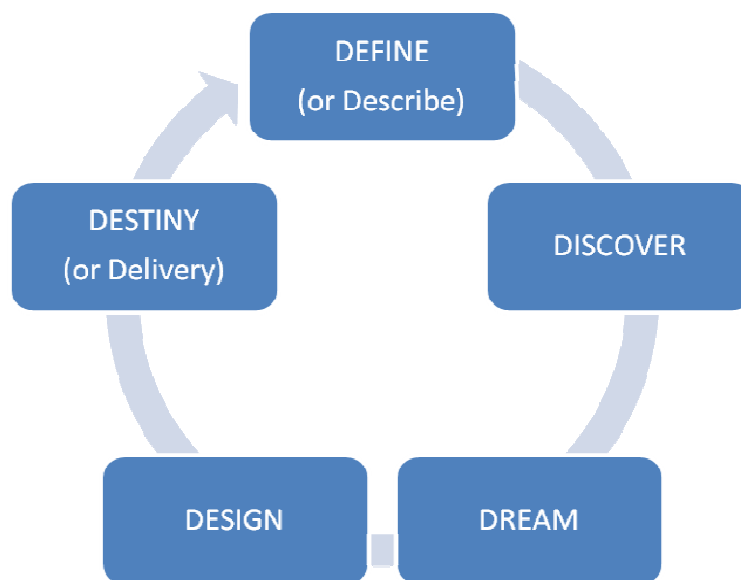 DEFINE
(or Describe)
DISCOVER
DREAM
DESIGN
DESTINY
(or Delivery)